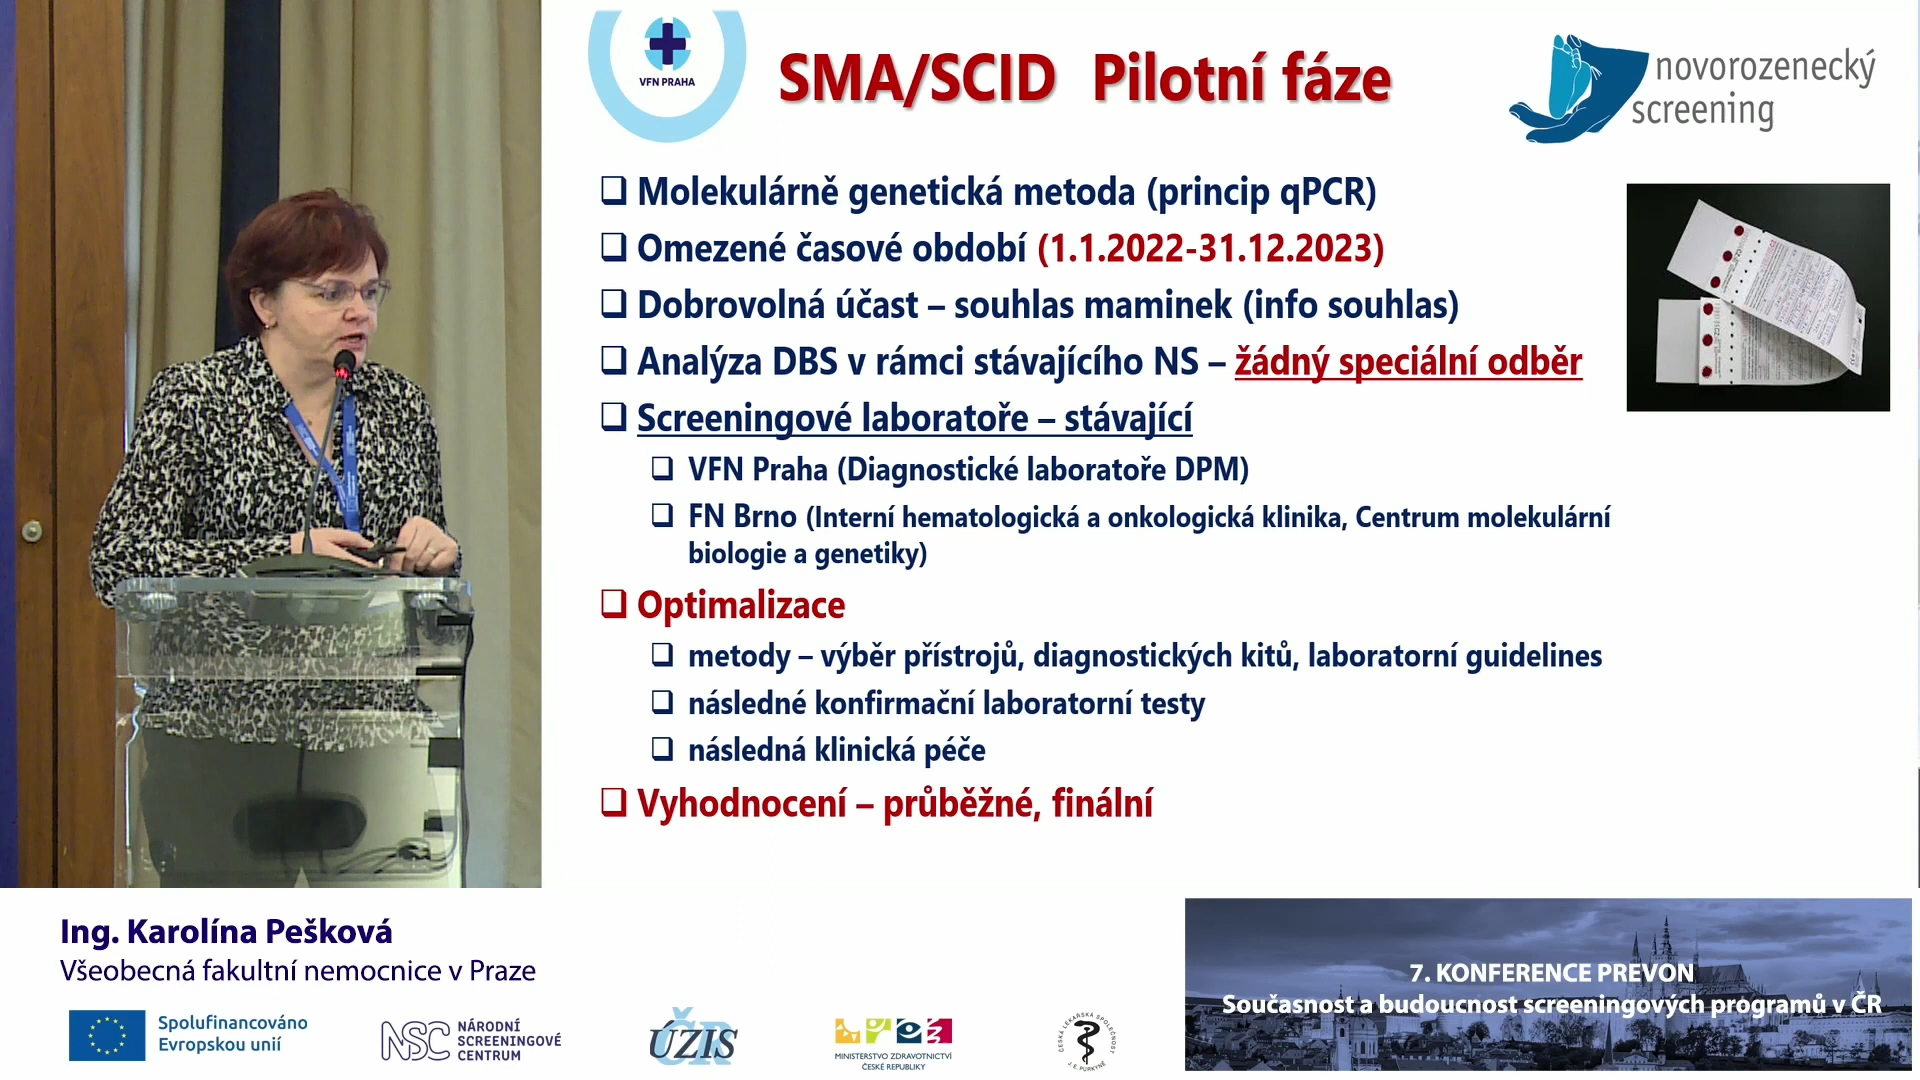 VFN PRAHA
SMA/SCID Pilotní fáze
novorozenecký
screening
Molekulárně genetická metoda (princip qPCR)
Omezené časové období (1.1.2022-31.12.2023)
Dobrovolná účast – souhlas maminek (info souhlas)
Analýza DBS v rámci stávajícího NS – žádný speciální odběr
Screeningové laboratoře – stávající
VFN Praha (Diagnostické laboratoře DPM)
FN Brno (Interní hematologická a onkologická klinika, Centrum molekulární
biologie a genetiky)
Optimalizace
metody – výběr přístrojů, diagnostických kitů, laboratorní guidelines
následné konfirmační laboratorní testy
následná klinická péče
Vyhodnocení – průběžné, finální
Ing. Karolína Pešková
Všeobecná fakultní nemocnice v Praze
Spolufinancováno
Evropskou unií
NSC NÁRODNÍ
SCREENINGOVÉ
CENTRUM
ÚZIS
ČR
MINISTERSTVO ZDRAVOTNICTVÍ
ČESKÉ REPUBLIKY
ČESKÁ LÉKAŘSKÁ SPOLEČNOST
J. E. PURKYNĚ
7. KONFERENCE PREVON
Současnost a budoucnost screeningových programů v ČR